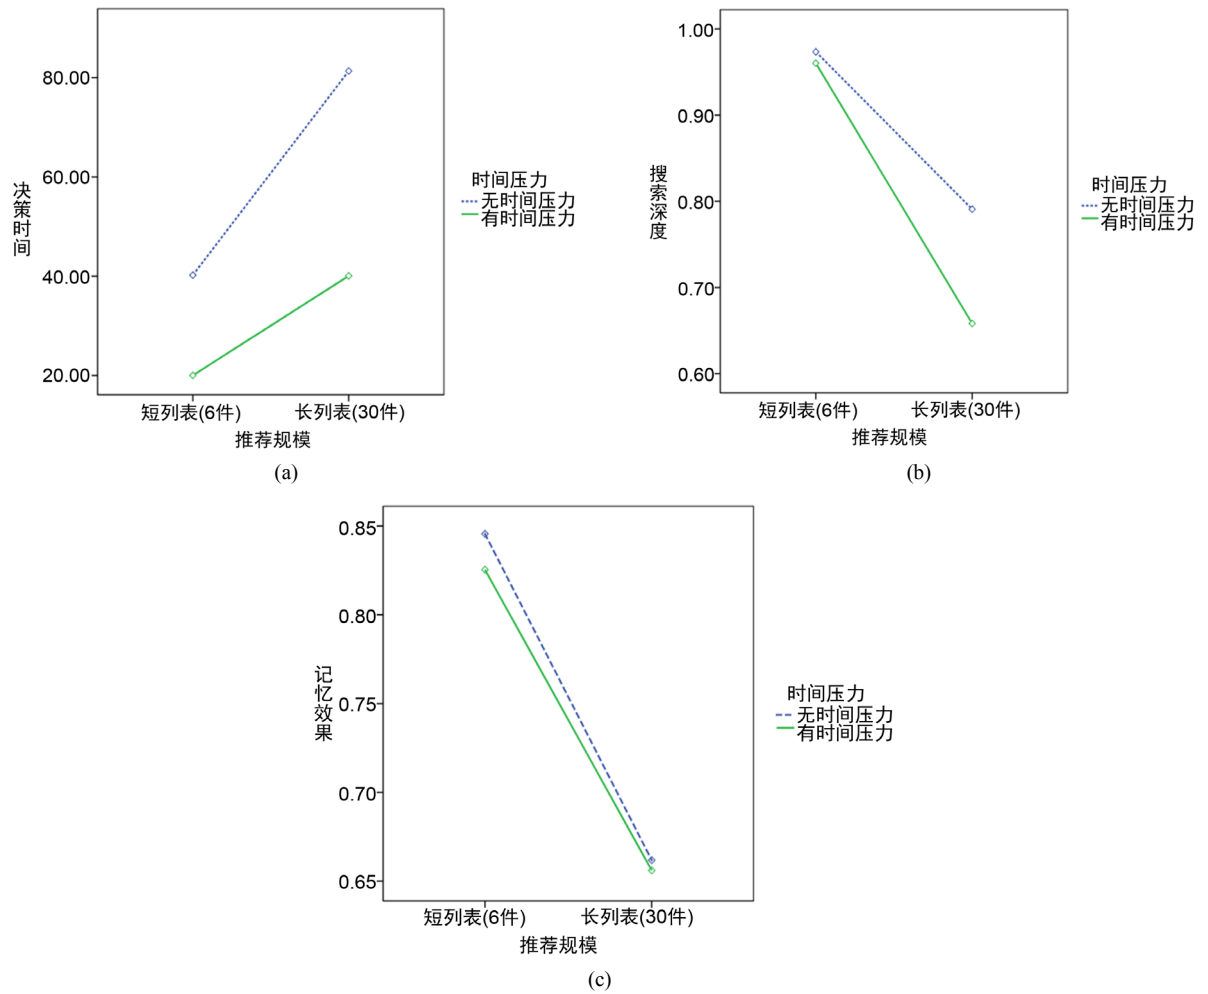 80.00
60.00
40.00
20.00
决策时间
短列表(6件)
长列表(30件)
推荐规模
时间压力
无时间压力
有时间压力
(a)
1.00
0.90
0.80
0.70
0.60
搜索深度
短列表(6件)
长列表(30件)
推荐规模
时间压力
无时间压力
有时间压力
(b)
0.85
0.80
0.75
0.70
0.65
记忆效果
短列表(6件)
长列表(30件)
推荐规模
时间压力
无时间压力
有时间压力
(c)